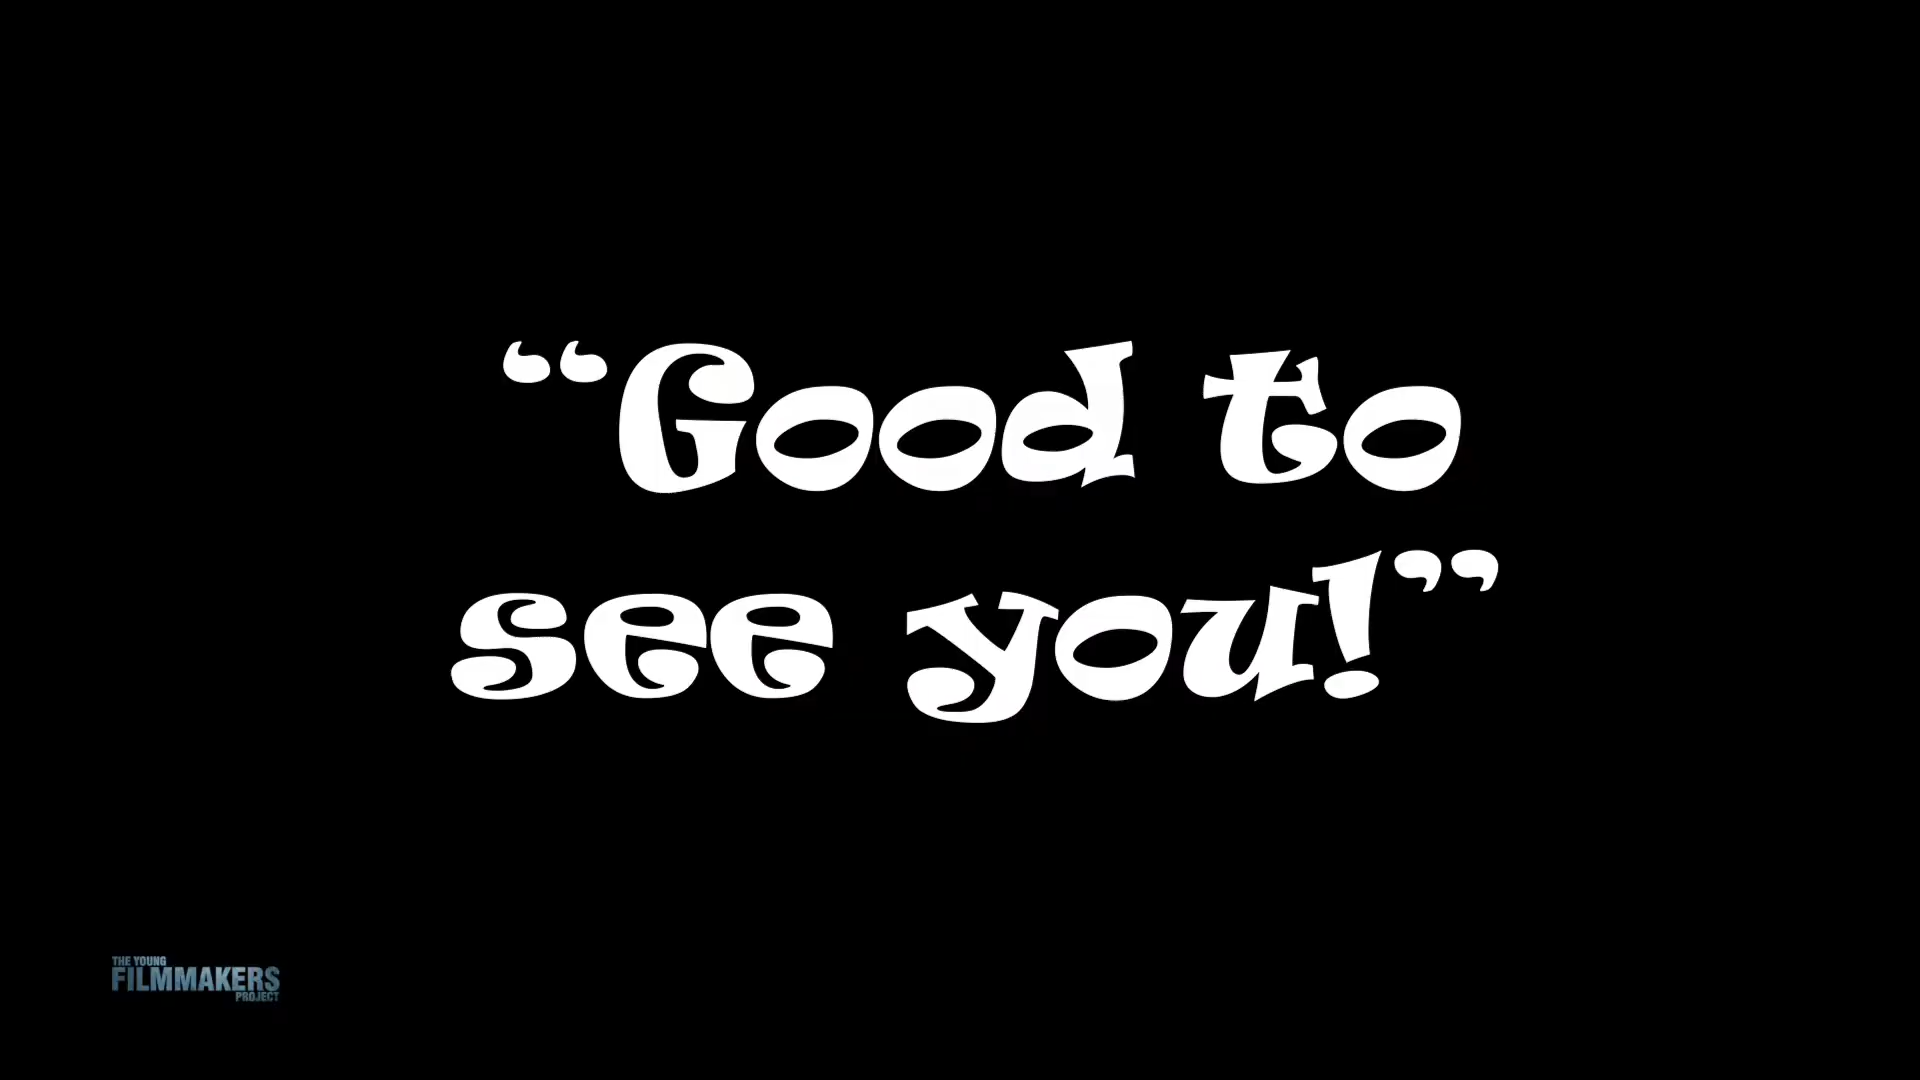 “Good to
see you!”
THE YOUNG
FILMMAKERS
PROJECT